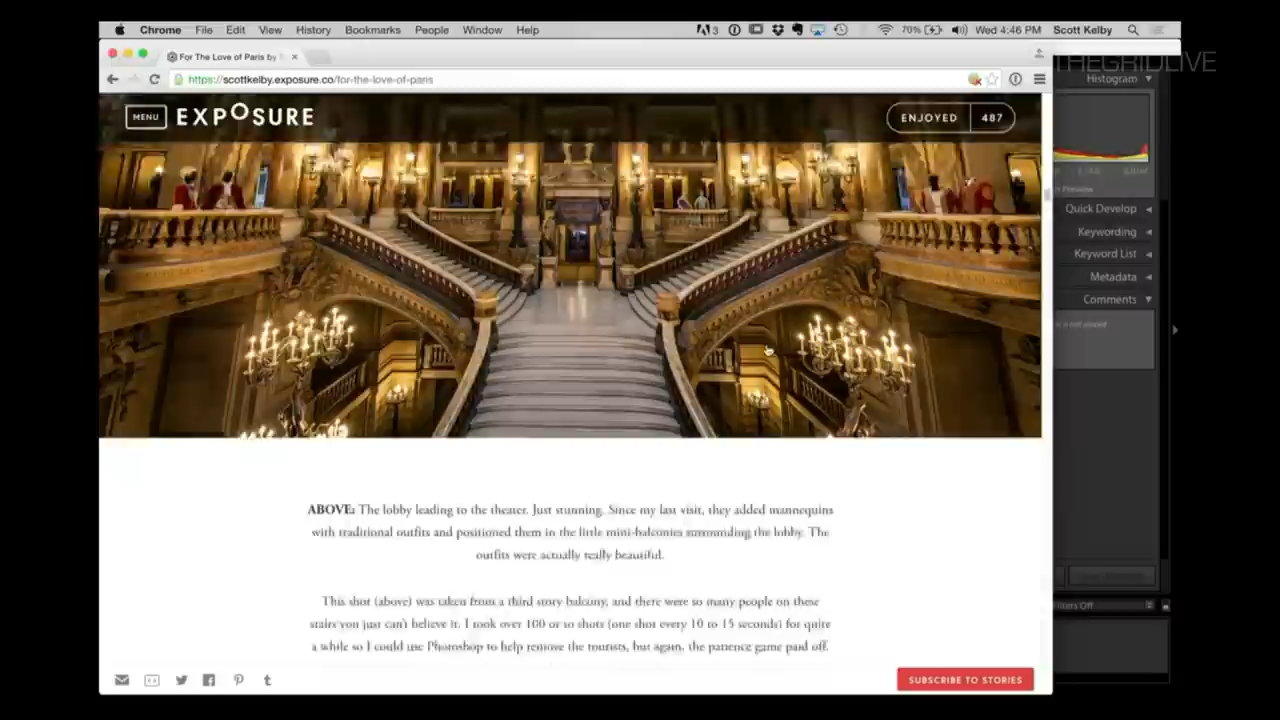 Chrome File Edit View History Bookmarks People Window Help 3 70% Wed 4:46 PM Scott Kelby
THEGRIDLIVE
For The Love of Paris by
https://scottkelby.exposure.co/for-the-love-of-paris
Histogram
MENU EXPOSURE ENJOYED 487
Preview
Quick Develop
Keywording
Keyword List
Metadata
Comments
ABOVE: The lobby leading to the theater. Just stunning. Since my last visit, they added mannequins
with traditional outfits and positioned them in the little mini-balconies surrounding the lobby. The
outfits were actually really beautiful.
This shot (above) was taken from a third story balcony, and there were so many people on these
stairs you just can't believe it. I took over 100 or so shots (one shot every 10 to 15 seconds) for quite
a while so I could use Photoshop to help remove the tourists, but again, the patience game paid off.
Filters Off
SUBSCRIBE TO STORIES